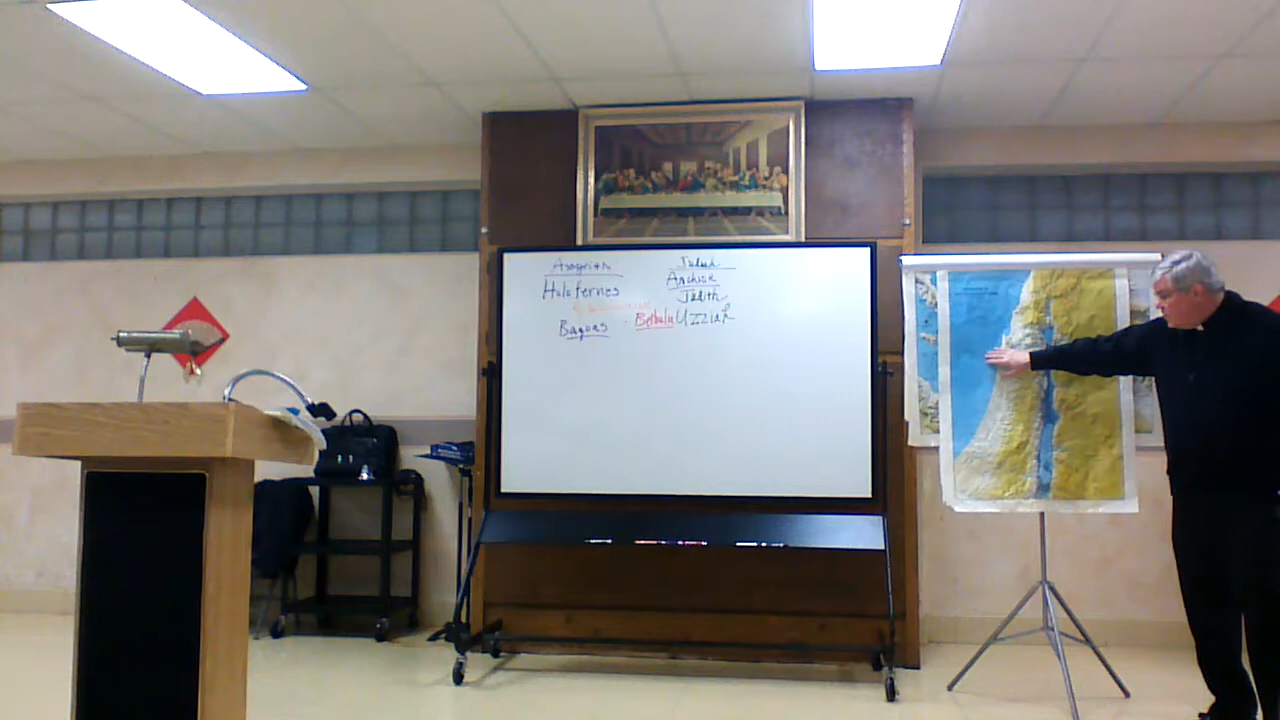 Assyrian
Holofernes
Bagoas
Judah
Achior
Judith
Bethulia Uzziah